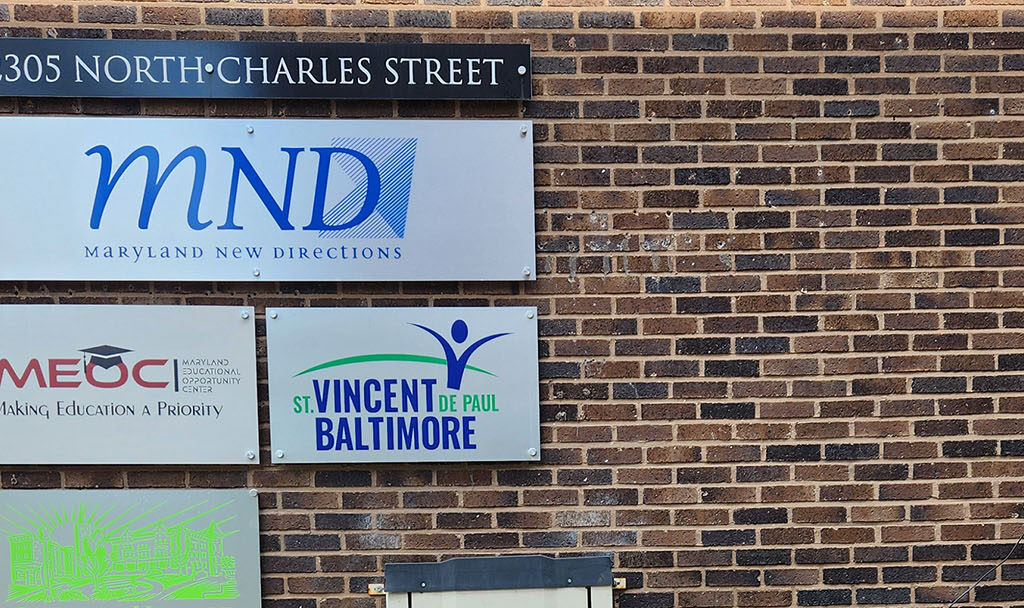 2305 NORTH CHARLES STREET
MND
MARYLAND NEW DIRECTIONS
MEOC
MARYLAND
EDUCATIONAL
OPPORTUNITY
CENTER
MAKING EDUCATION A PRIORITY
ST. VINCENT DE PAUL
BALTIMORE